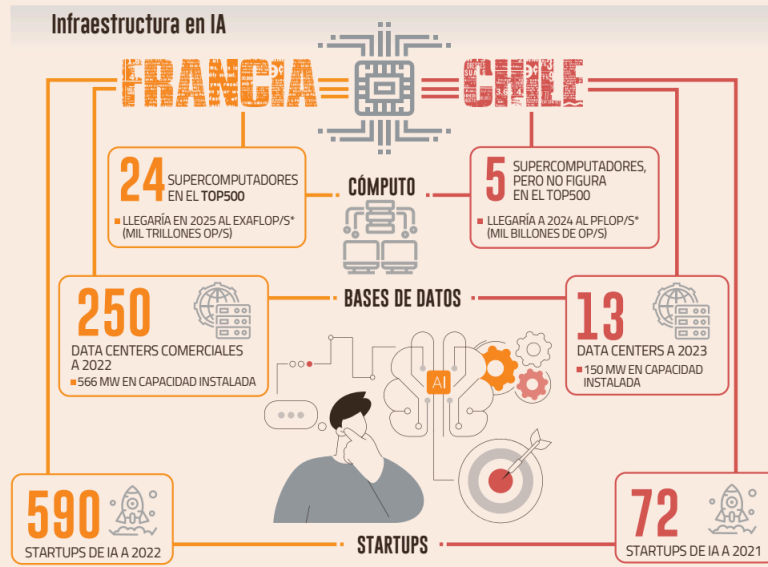 Infraestructura en IA
FRANCIA
CHILE
24 SUPERCOMPUTADORES
EN EL TOP500
▪ LLEGARÍA EN 2025 AL EXAFLOP/S*
(MIL TRILLONES OP/S)
CÓMPUTO
5 SUPERCOMPUTADORES,
PERO NO FIGURA
EN EL TOP500
▪ LLEGARÍA A 2024 AL PFLOP/S*
(MIL BILLONES DE OP/S)
250
DATA CENTERS COMERCIALES
A 2022
▪ 566 MW EN CAPACIDAD INSTALADA
BASES DE DATOS
13
DATA CENTERS A 2023
▪ 150 MW EN CAPACIDAD
INSTALADA
AI
590
STARTUPS DE IA A 2022
STARTUPS
72
STARTUPS DE IA A 2021